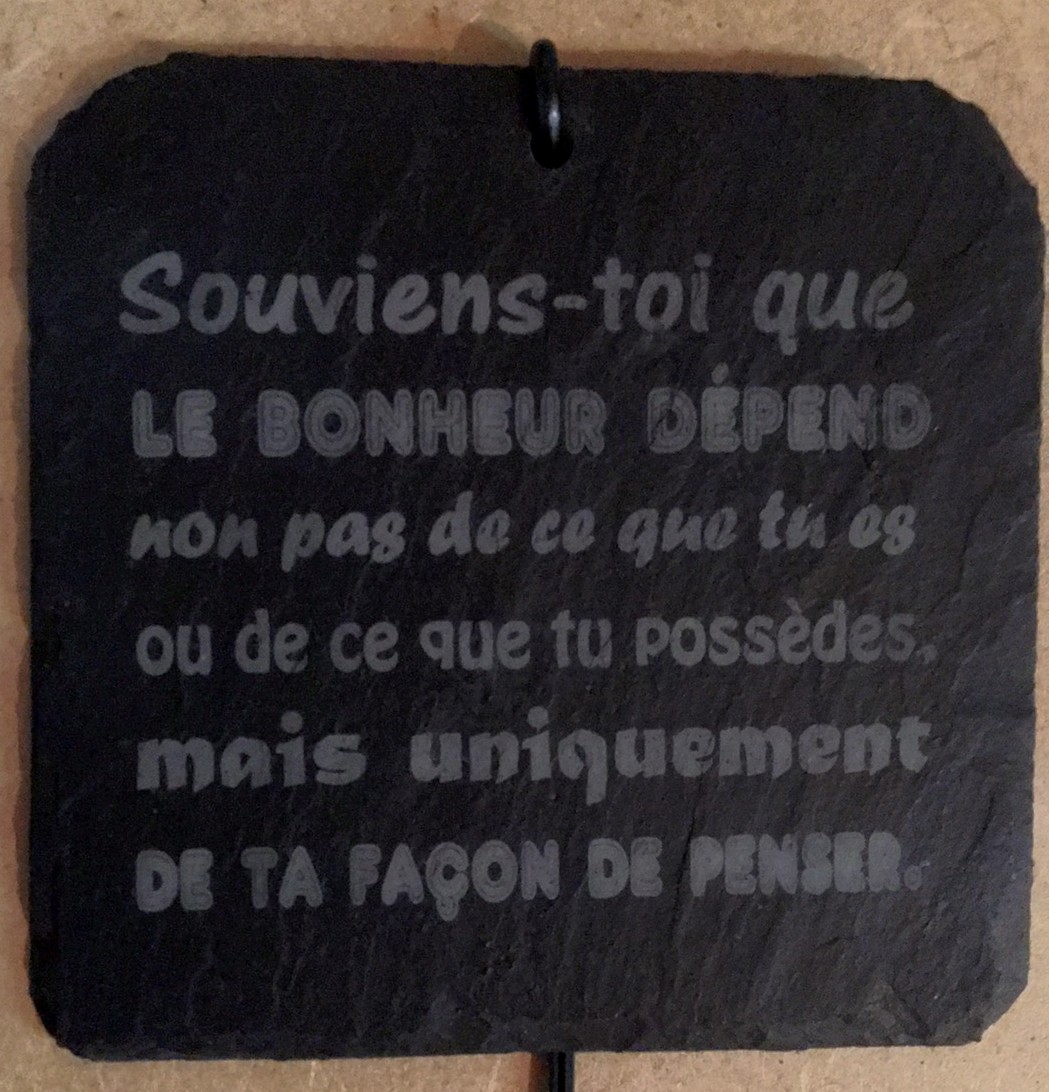 Souviens-toi que
LE BONHEUR DÉPEND
non pas de ce que tu es
ou de ce que tu possèdes,
mais uniquement
DE TA FAÇON DE PENSER.